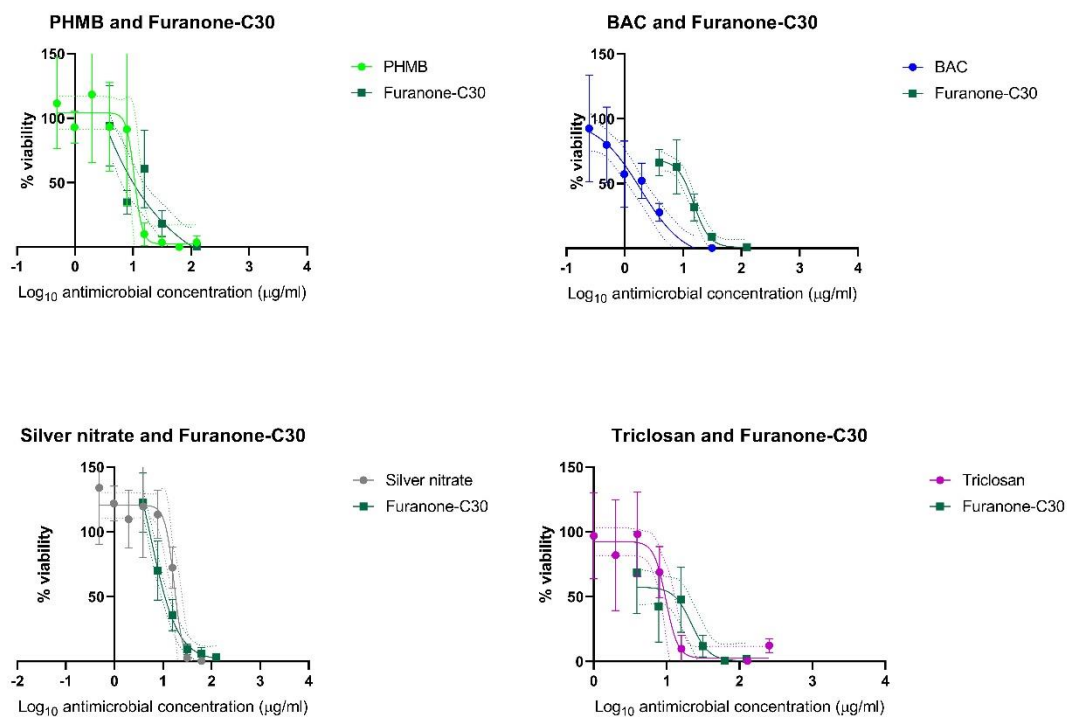 PHMB and Furanone-C30
150
100
50
% viability
-1 0 1 2 3 4
Log10 antimicrobial concentration (μg/ml)
PHMB
Furanone-C30
BAC and Furanone-C30
150
100
50
% viability
-1 0 1 2 3 4
Log10 antimicrobial concentration (μg/ml)
BAC
Furanone-C30
Silver nitrate and Furanone-C30
150
100
50
% viability
-2 -1 0 1 2 3 4
Log10 antimicrobial concentration (μg/ml)
Silver nitrate
Furanone-C30
Triclosan and Furanone-C30
150
100
50
0
% viability
0 1 2 3 4
Log10 antimicrobial concentration (μg/ml)
Triclosan
Furanone-C30